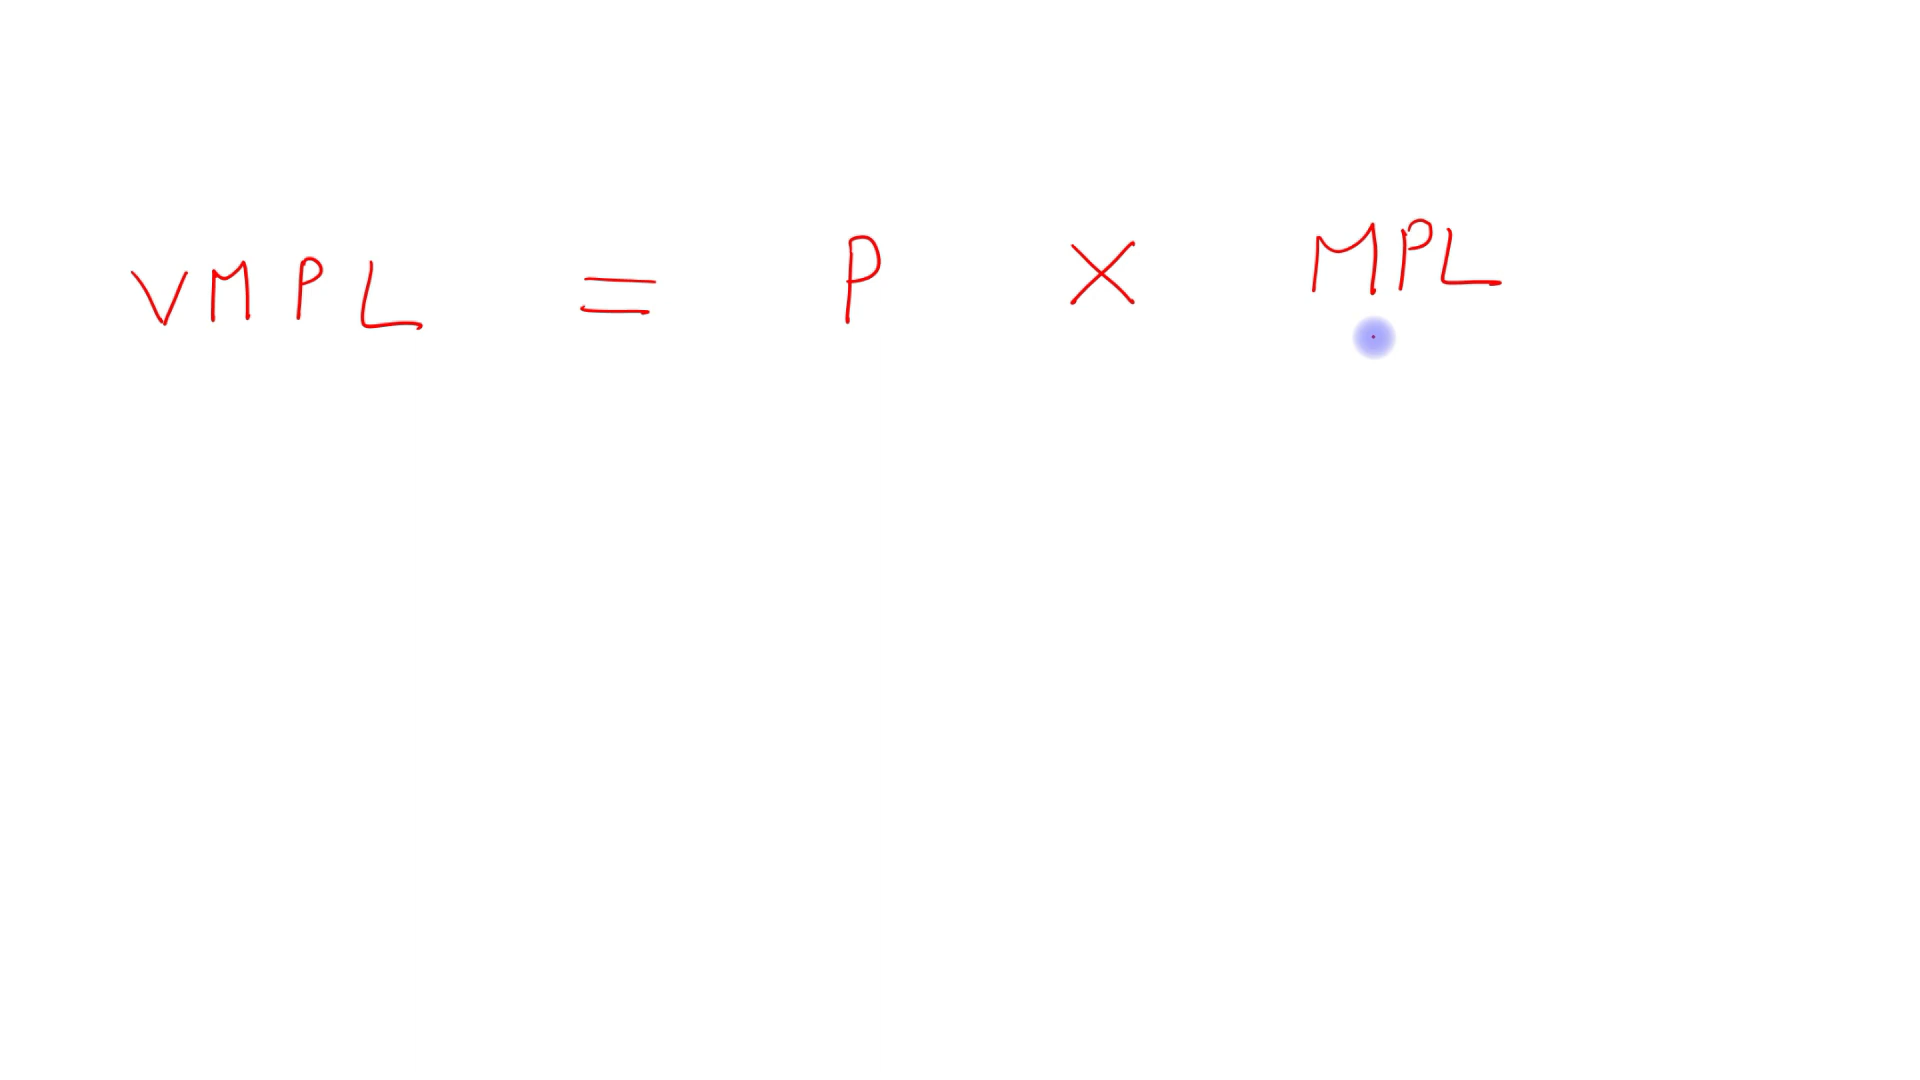 VMPL = P × MPL